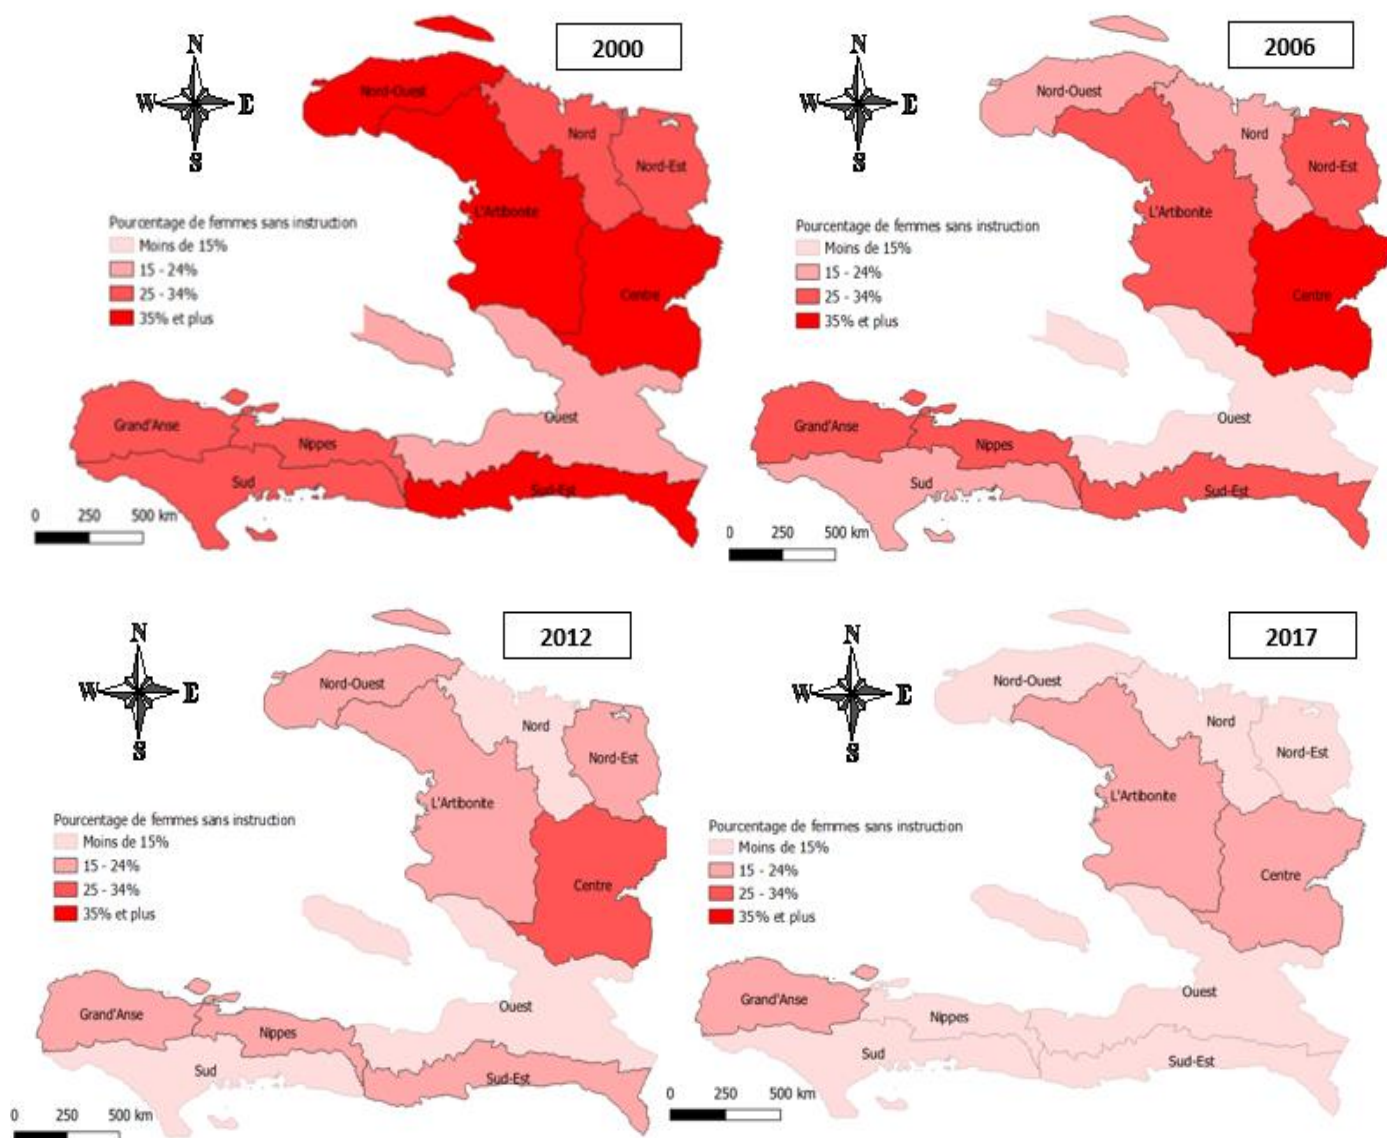 2000
N
W E
S
Nord-Ouest
Nord
Nord-Est
L'Artibonite
Pourcentage de femmes sans instruction
Moins de 15%
15 - 24%
25 - 34%
35% et plus
Centre
Grand'Anse
Nippes
Ouest
Sud
Sud-Est
0 250 500 km
2006
N
W E
S
Nord-Ouest
Nord
Nord-Est
L'Artibonite
Pourcentage de femmes sans instruction
Moins de 15%
15 - 24%
25 - 34%
35% et plus
Centre
Ouest
Grand'Anse
Nippes
Sud
Sud-Est
0 250 500 km
2012
N
W E
S
Nord-Ouest
Nord
Nord-Est
L'Artibonite
Pourcentage de femmes sans instruction
Moins de 15%
15 - 24%
25 - 34%
35% et plus
Centre
Ouest
Grand'Anse
Nippes
Sud
Sud-Est
0 250 500 km
2017
N
W E
S
Nord-Ouest
Nord
Nord-Est
L'Artibonite
Pourcentage de femmes sans instruction
Moins de 15%
15 - 24%
25 - 34%
35% et plus
Centre
Ouest
Grand'Anse
Nippes
Sud
Sud-Est
0 250 500 km